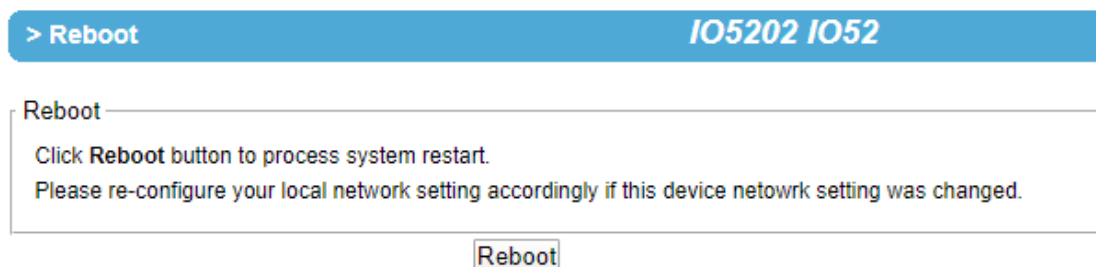 > Reboot IO5202 IO52
Reboot
Click Reboot button to process system restart.
Please re-configure your local network setting accordingly if this device netowrk setting was changed.
Reboot